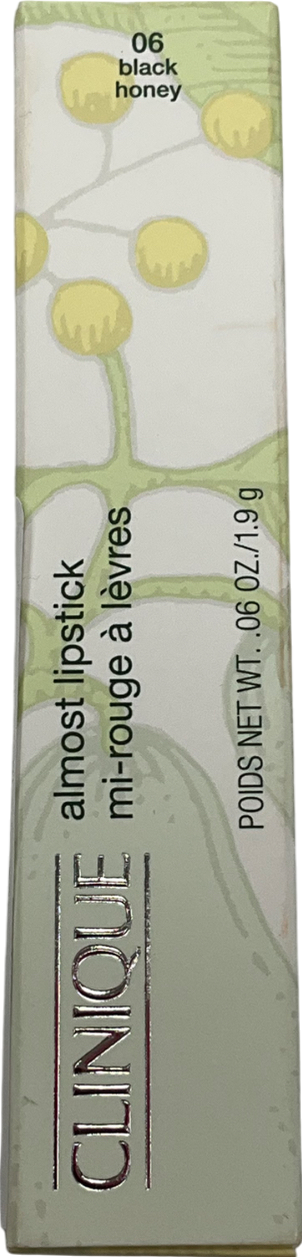 06
black
honey
almost lipstick
mi-rouge à lèvres
POIDS NET WT. .06 OZ./1.9 g
CLINIQUE